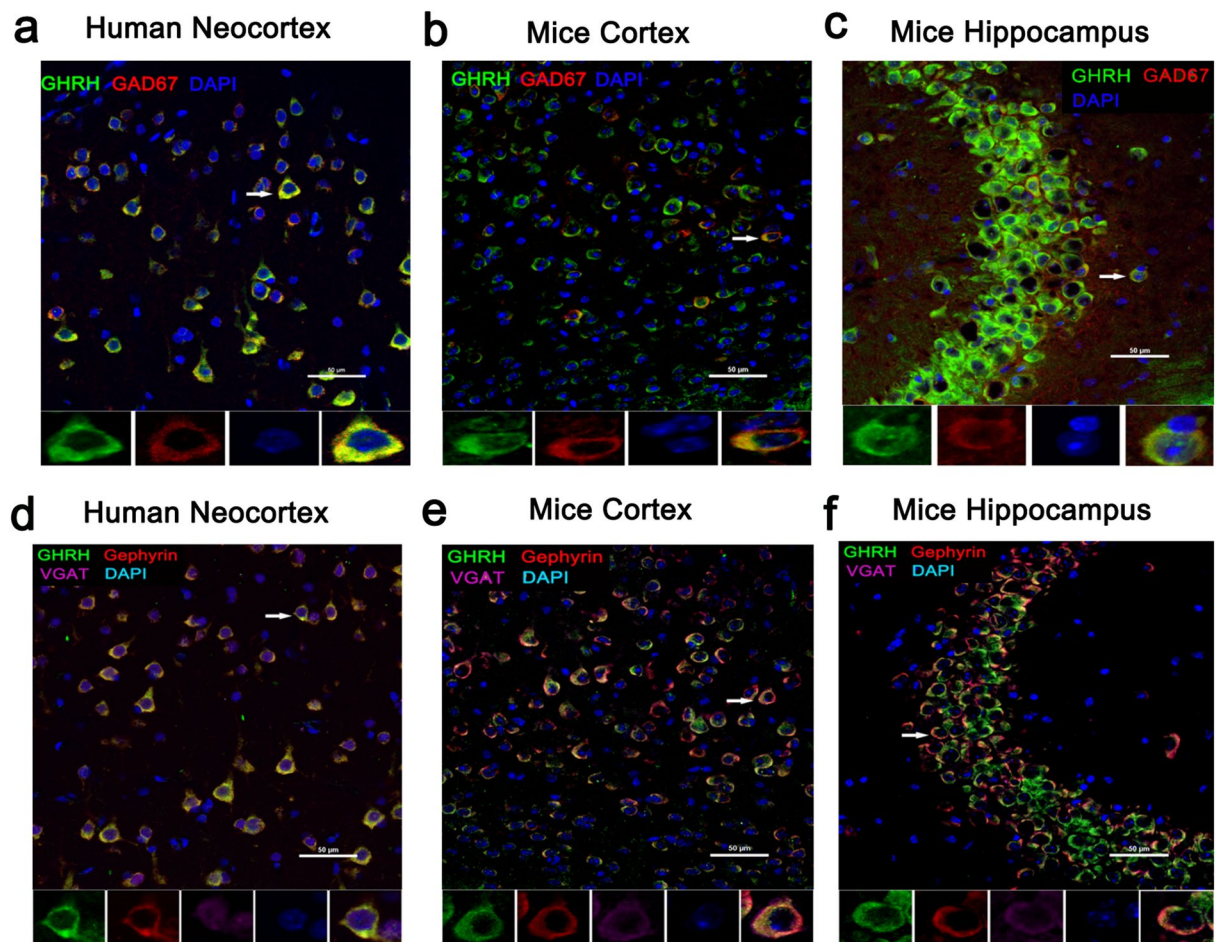 a Human Neocortex
b Mice Cortex
c Mice Hippocampus
GHRH GAD67 DAPI
50 μm
GHRH GAD67 DAPI
50 μm
GHRH GAD67
DAPI
50 μm
d Human Neocortex
e Mice Cortex
f Mice Hippocampus
GHRH Gephyrin
VGAT DAPI
50 μm
GHRH Gephyrin
VGAT DAPI
50 μm
GHRH Gephyrin
VGAT DAPI
50 μm